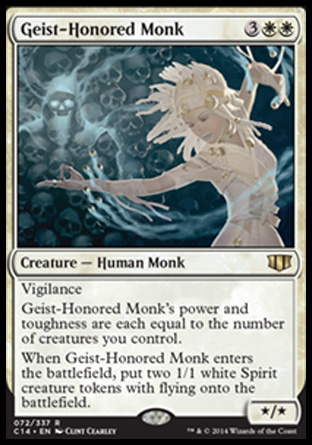 Geist-Honored Monk 3
Creature — Human Monk
Vigilance
Geist-Honored Monk's power and
toughness are each equal to the number
of creatures you control.
When Geist-Honored Monk enters
the battlefield, put two 1/1 white Spirit
creature tokens with flying onto the
battlefield.
*/*
072/337 R
C14 • EN CLINT CEARLEY
™ & © 2014 Wizards of the Coast